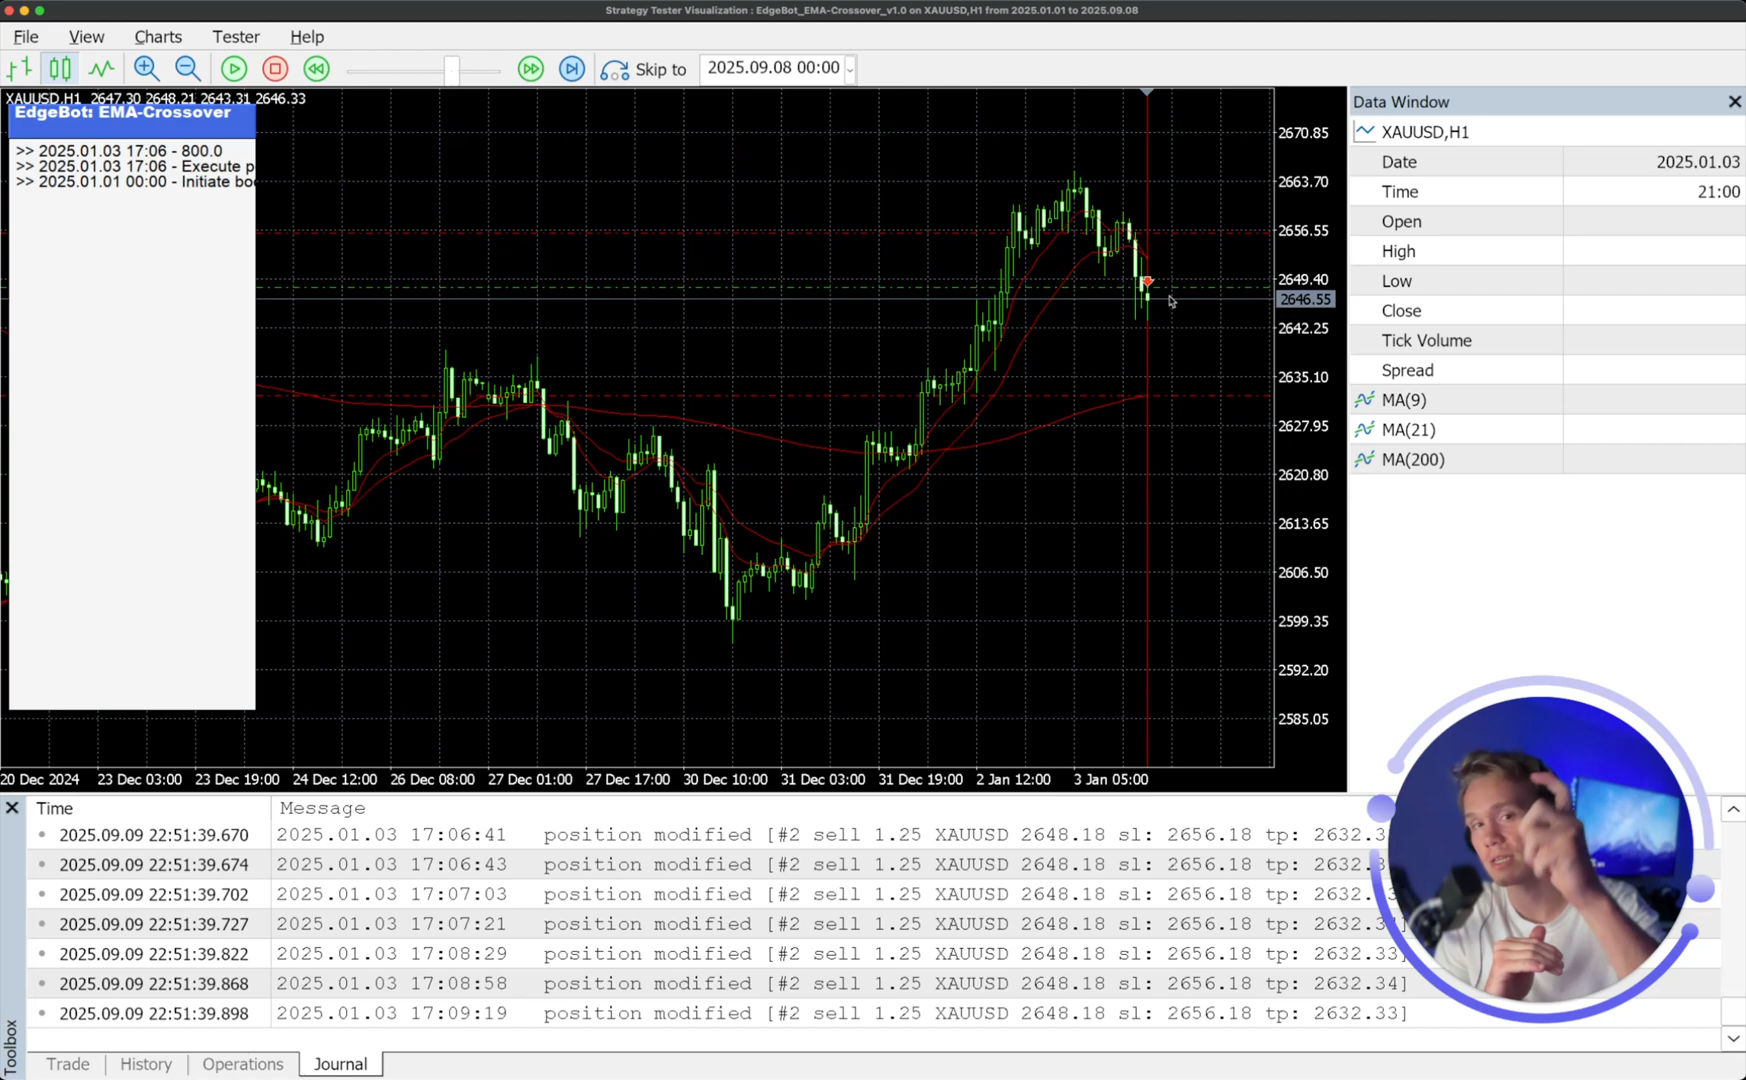 Strategy Tester Visualization : EdgeBot_EMA-Crossover_v1.0 on XAUUSD,H1 from 2025.01.01 to 2025.09.08
File View Charts Tester Help
Skip to 2025.09.08 00:00
XAUUSD,H1 2647.30 2648.21 2643.31 2646.33
EdgeBot: EMA-Crossover
>> 2025.01.03 17:06 - 800.0
>> 2025.01.03 17:06 - Execute p
>> 2025.01.01 00:00 - Initiate bo
2670.85
2663.70
2656.55
2649.40
2646.55
2642.25
2635.10
2627.95
2620.80
2613.65
2606.50
2599.35
2592.20
2585.05
20 Dec 2024 23 Dec 03:00 23 Dec 19:00 24 Dec 12:00 26 Dec 08:00 27 Dec 01:00 27 Dec 17:00 30 Dec 10:00 31 Dec 03:00 31 Dec 19:00 2 Jan 12:00 3 Jan 05:00
Data Window
XAUUSD,H1
Date 2025.01.03
Time 21:00
Open
High
Low
Close
Tick Volume
Spread
MA(9)
MA(21)
MA(200)
Time Message
2025.09.09 22:51:39.670 2025.01.03 17:06:41 position modified [#2 sell 1.25 XAUUSD 2648.18 sl: 2656.18 tp: 2632.3
2025.09.09 22:51:39.674 2025.01.03 17:06:43 position modified [#2 sell 1.25 XAUUSD 2648.18 sl: 2656.18 tp: 2632.3
2025.09.09 22:51:39.702 2025.01.03 17:07:03 position modified [#2 sell 1.25 XAUUSD 2648.18 sl: 2656.18 tp: 2632.3
2025.09.09 22:51:39.727 2025.01.03 17:07:21 position modified [#2 sell 1.25 XAUUSD 2648.18 sl: 2656.18 tp: 2632.34]
2025.09.09 22:51:39.822 2025.01.03 17:08:29 position modified [#2 sell 1.25 XAUUSD 2648.18 sl: 2656.18 tp: 2632.33]
2025.09.09 22:51:39.868 2025.01.03 17:08:58 position modified [#2 sell 1.25 XAUUSD 2648.18 sl: 2656.18 tp: 2632.34]
2025.09.09 22:51:39.898 2025.01.03 17:09:19 position modified [#2 sell 1.25 XAUUSD 2648.18 sl: 2656.18 tp: 2632.33]
Toolbox
Trade History Operations Journal